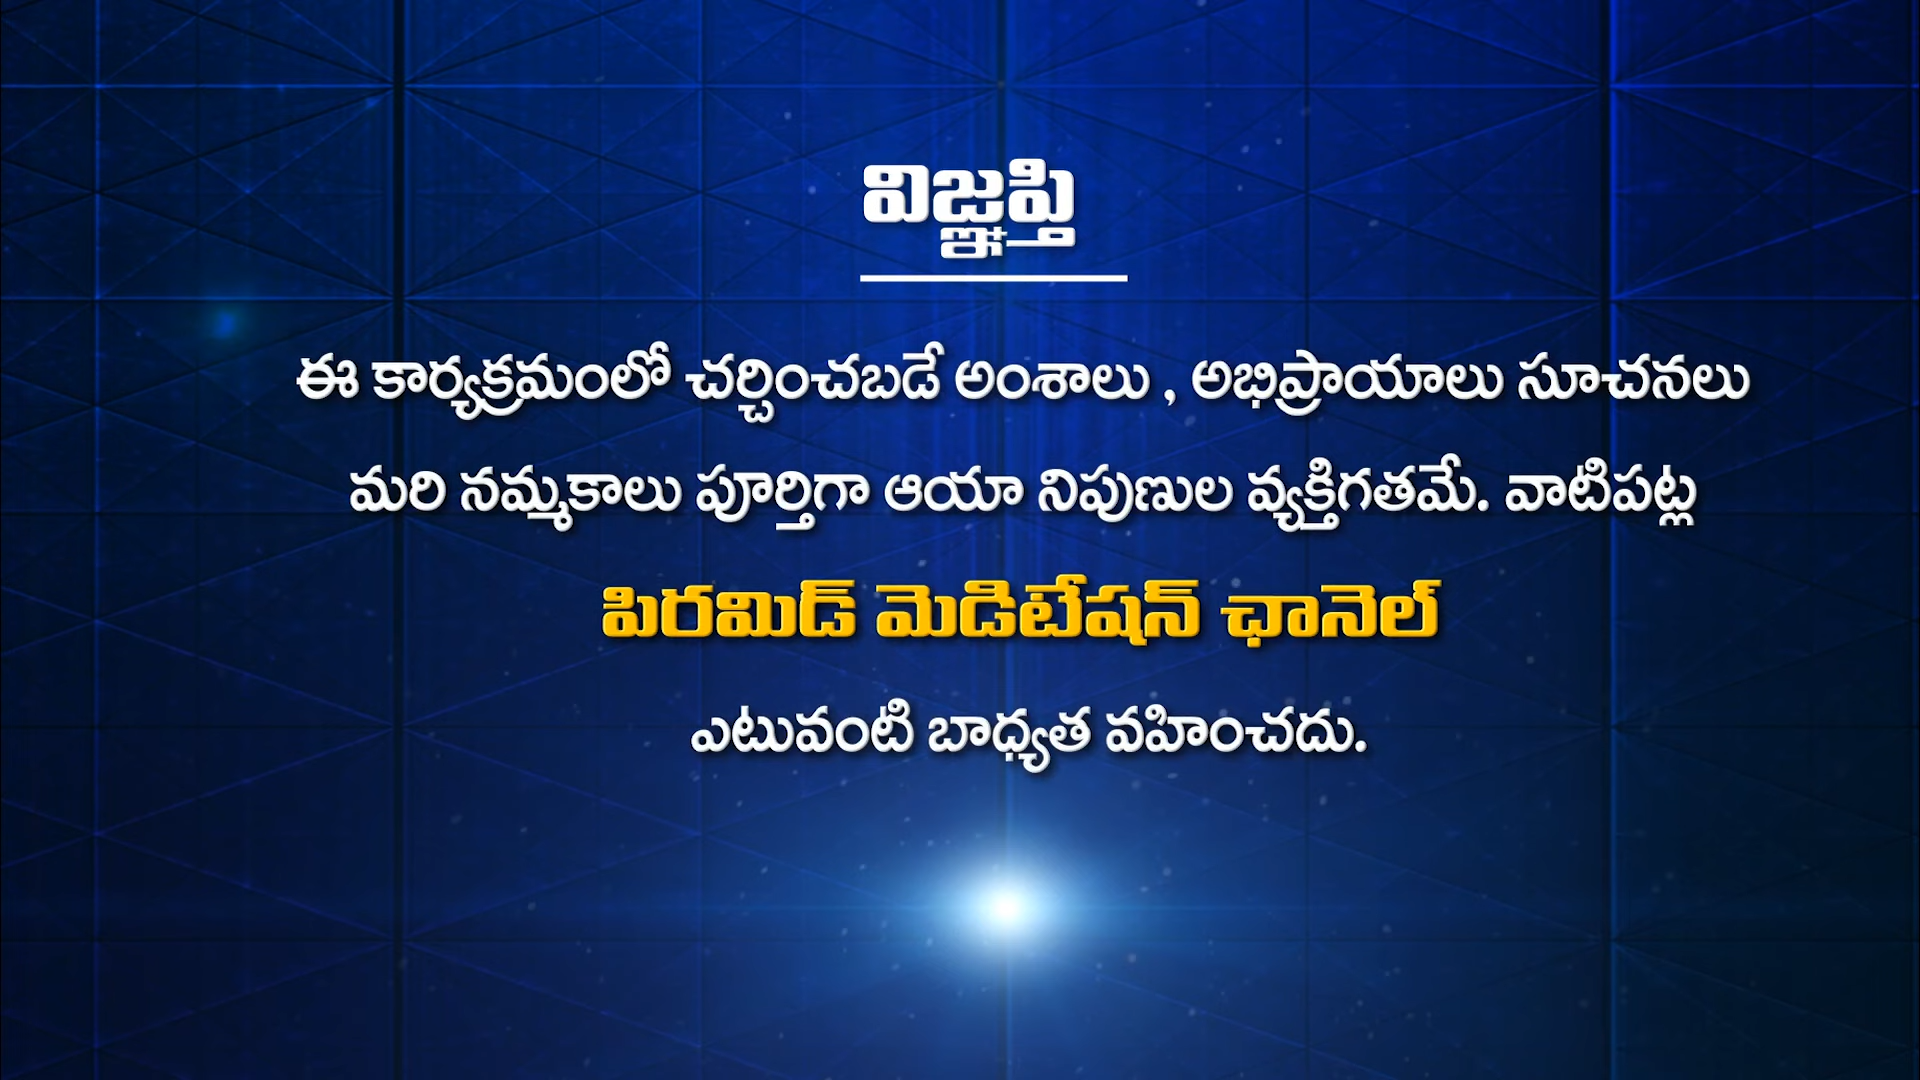 విజ్ఞప్తి
ఈ కార్యక్రమంలో చర్చించబడే అంశాలు , అభిప్రాయాలు సూచనలు
మరి నమ్మకాలు పూర్తిగా ఆయా నిపుణుల వ్యక్తిగతమే. వాటిపట్ల
పిరమిడ్ మెడిటేషన్ ఛానెల్
ఎటువంటి బాధ్యత వహించదు.